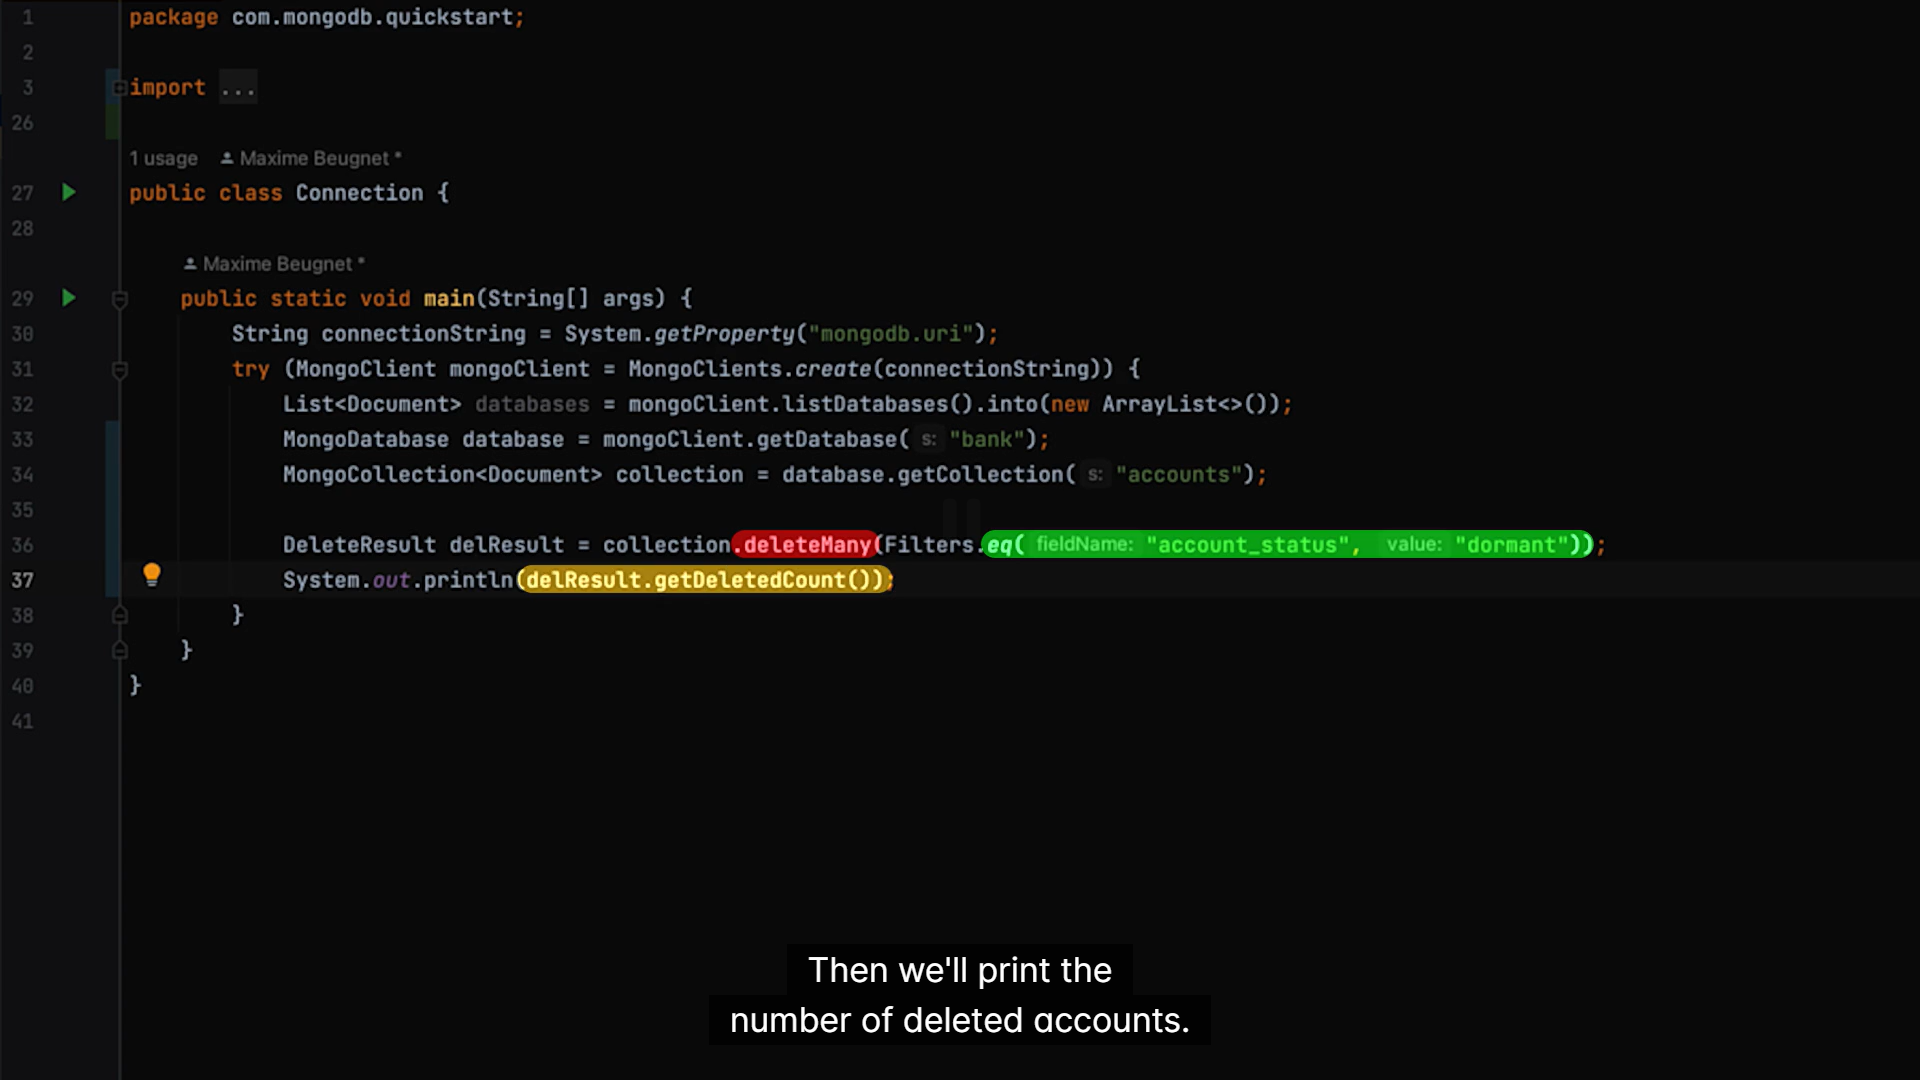 1 package com.mongodb.quickstart;
2
3 import ...
26
1 usage Maxime Beugnet *
27 public class Connection {
28
Maxime Beugnet *
29 public static void main(String[] args) {
30 String connectionString = System.getProperty("mongodb.uri");
31 try (MongoClient mongoClient = MongoClients.create(connectionString)) {
32 List<Document> databases = mongoClient.listDatabases().into(new ArrayList<>());
33 MongoDatabase database = mongoClient.getDatabase( s: "bank");
34 MongoCollection<Document> collection = database.getCollection( s: "accounts");
35
36 DeleteResult delResult = collection.deleteMany(Filters.eq( fieldName: "account_status", value: "dormant"));
37 System.out.println(delResult.getDeletedCount());
38 }
39 }
40 }
41
Then we'll print the
number of deleted accounts.